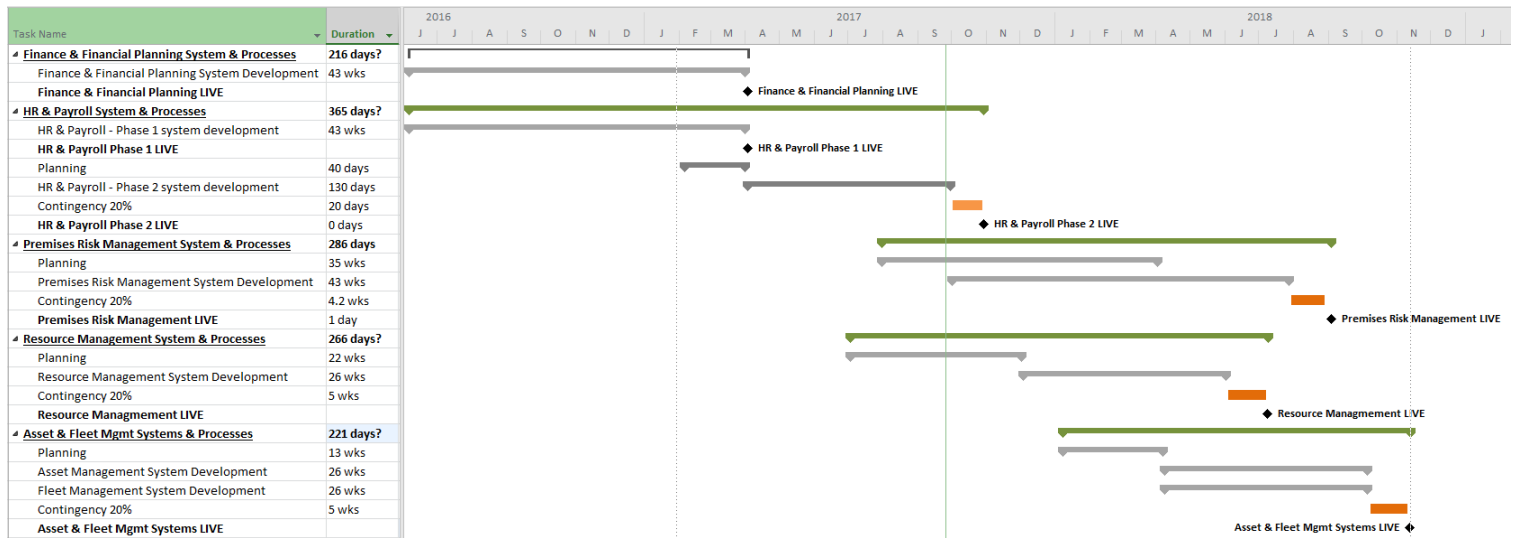 2016 2017 2018
Task Name Duration J J A S O N D J F M A M J J A S O N D J F M A M J J A S O N D J
Finance & Financial Planning System & Processes 216 days?
Finance & Financial Planning System Development 43 wks
Finance & Financial Planning LIVE Finance & Financial Planning LIVE
HR & Payroll System & Processes 365 days?
HR & Payroll - Phase 1 system development 43 wks
HR & Payroll Phase 1 LIVE HR & Payroll Phase 1 LIVE
Planning 40 days
HR & Payroll - Phase 2 system development 130 days
Contingency 20% 20 days
HR & Payroll Phase 2 LIVE 0 days HR & Payroll Phase 2 LIVE
Premises Risk Management System & Processes 286 days
Planning 35 wks
Premises Risk Management System Development 43 wks
Contingency 20% 4.2 wks
Premises Risk Management LIVE 1 day Premises Risk Management LIVE
Resource Management System & Processes 266 days?
Planning 22 wks
Resource Management System Development 26 wks
Contingency 20% 5 wks
Resource Managmement LIVE Resource Managmement LIVE
Asset & Fleet Mgmt Systems & Processes 221 days?
Planning 13 wks
Asset Management System Development 26 wks
Fleet Management System Development 26 wks
Contingency 20% 5 wks
Asset & Fleet Mgmt Systems LIVE Asset & Fleet Mgmt Systems LIVE